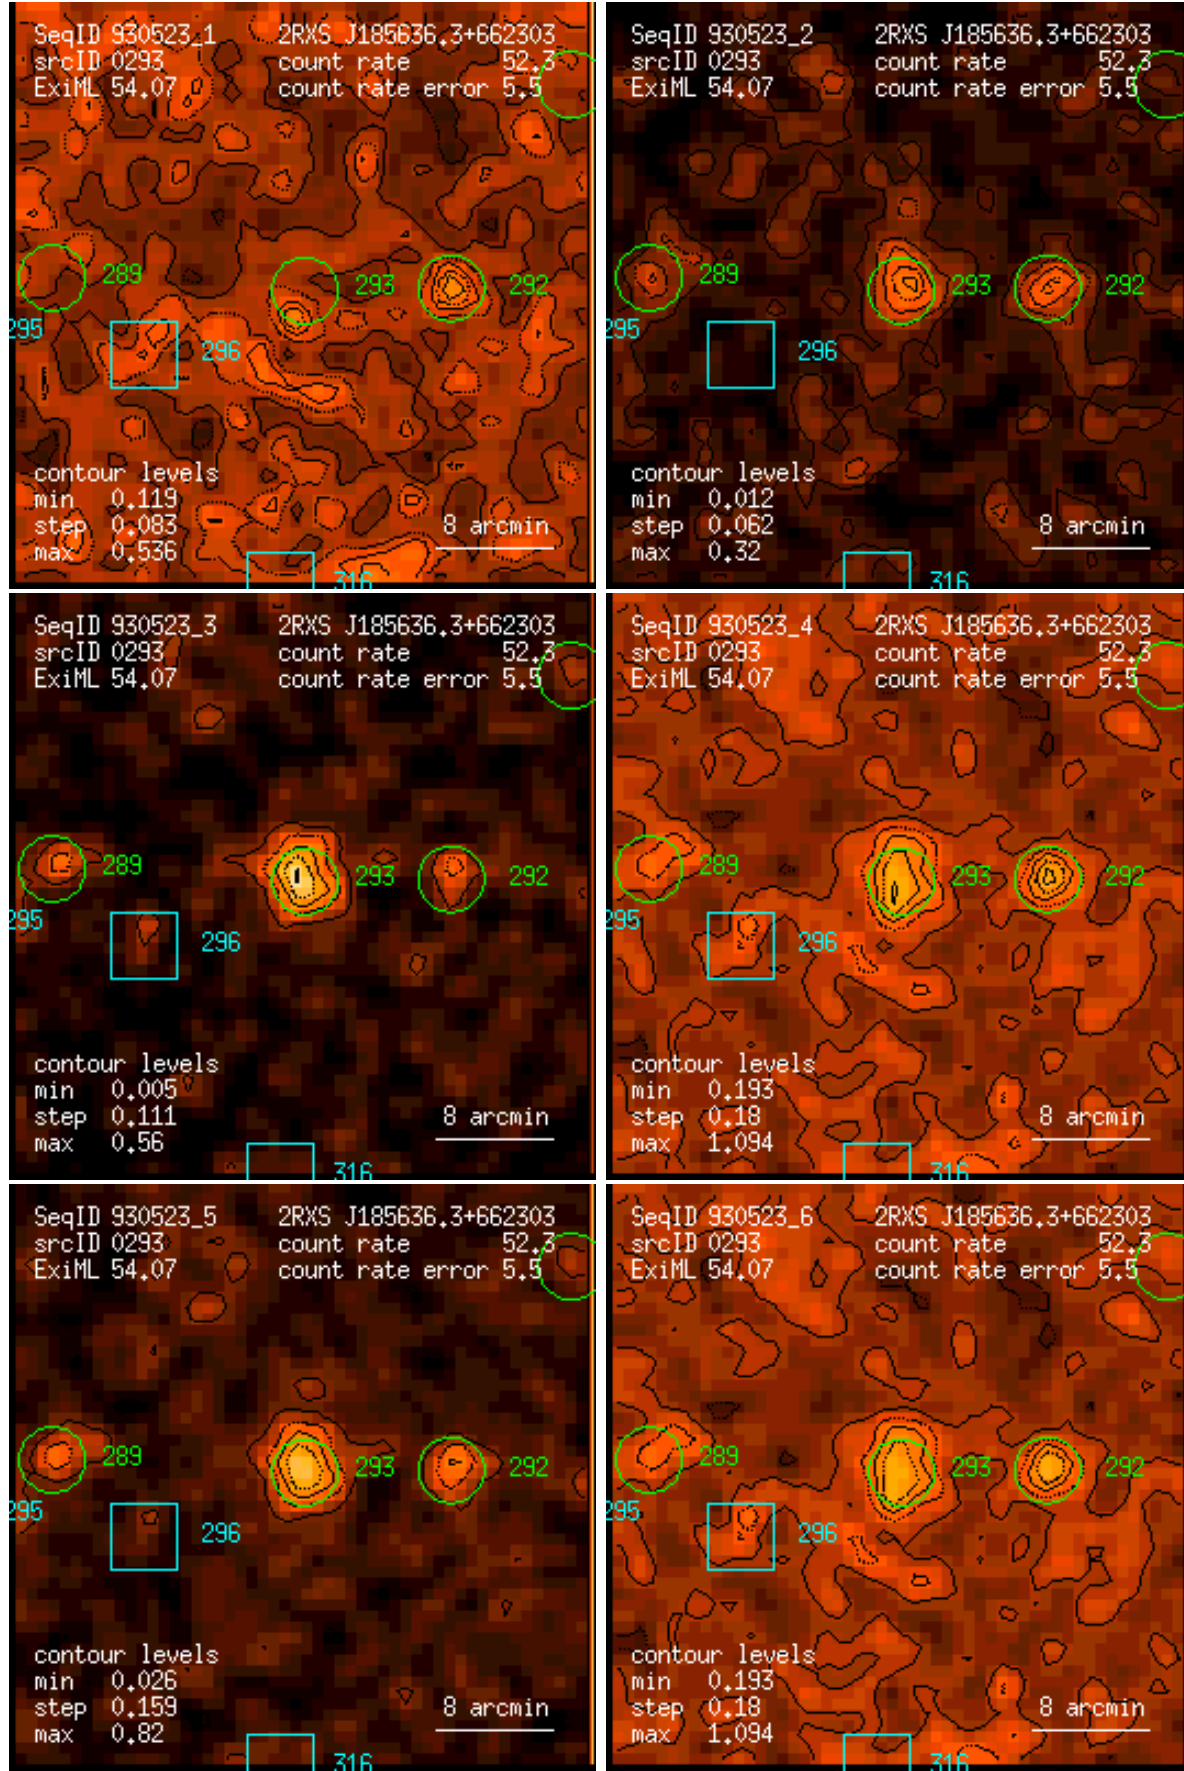 SeqID 930523_1 2RXS J185636.3+662303
srcID 0293 count rate 52.3
ExiML 54.07 count rate error 5.5
289 293 292
295
296
contour levels
min 0.119
step 0.083 8 arcmin
max 0.536
316
SeqID 930523_2 2RXS J185636.3+662303
srcID 0293 count rate 52.3
ExiML 54.07 count rate error 5.5
289 293 292
295
296
contour levels
min 0.012
step 0.062 8 arcmin
max 0.32
316
SeqID 930523_3 2RXS J185636.3+662303
srcID 0293 count rate 52.3
ExiML 54.07 count rate error 5.5
289 293 292
295
296
contour levels
min 0.005
step 0.111 8 arcmin
max 0.56
316
SeqID 930523_4 2RXS J185636.3+662303
srcID 0293 count rate 52.3
ExiML 54.07 count rate error 5.5
289 293 292
295
296
contour levels
min 0.193
step 0.18 8 arcmin
max 1.094
316
SeqID 930523_5 2RXS J185636.3+662303
srcID 0293 count rate 52.3
ExiML 54.07 count rate error 5.5
289 293 292
295
296
contour levels
min 0.026
step 0.159 8 arcmin
max 0.82
316
SeqID 930523_6 2RXS J185636.3+662303
srcID 0293 count rate 52.3
ExiML 54.07 count rate error 5.5
289 293 292
295
296
contour levels
min 0.193
step 0.18 8 arcmin
max 1.094
316